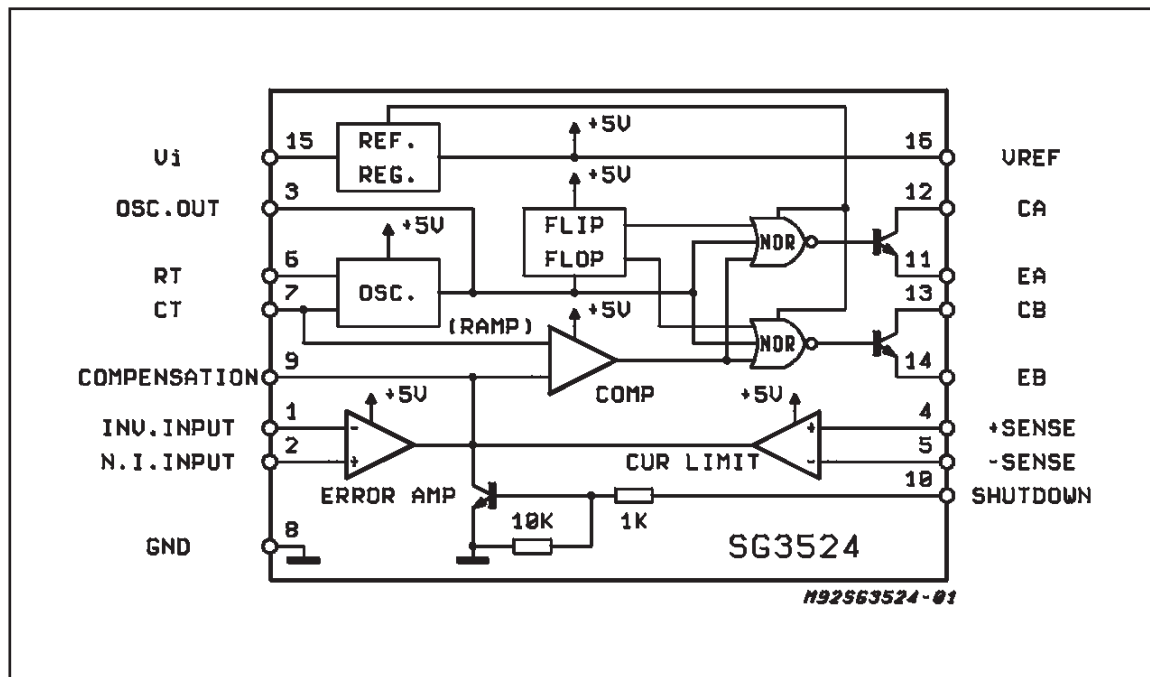 +5V
15 REF. 16
Vi VREF
REG.
+5V 12
3
OSC.OUT CA
+5V FLIP NOR
6 FLOP 11
RT EA
7 OSC. 13
CT CB
(RAMP) +5V
NOR
9 14
COMPENSATION EB
COMP
+5V +5V
1 4
INV.INPUT - + +SENSE
2 5
N.I.INPUT + - -SENSE
CUR LIMIT 10
ERROR AMP SHUTDOWN
10K 1K
8
GND SG3524
M92SG3524-01